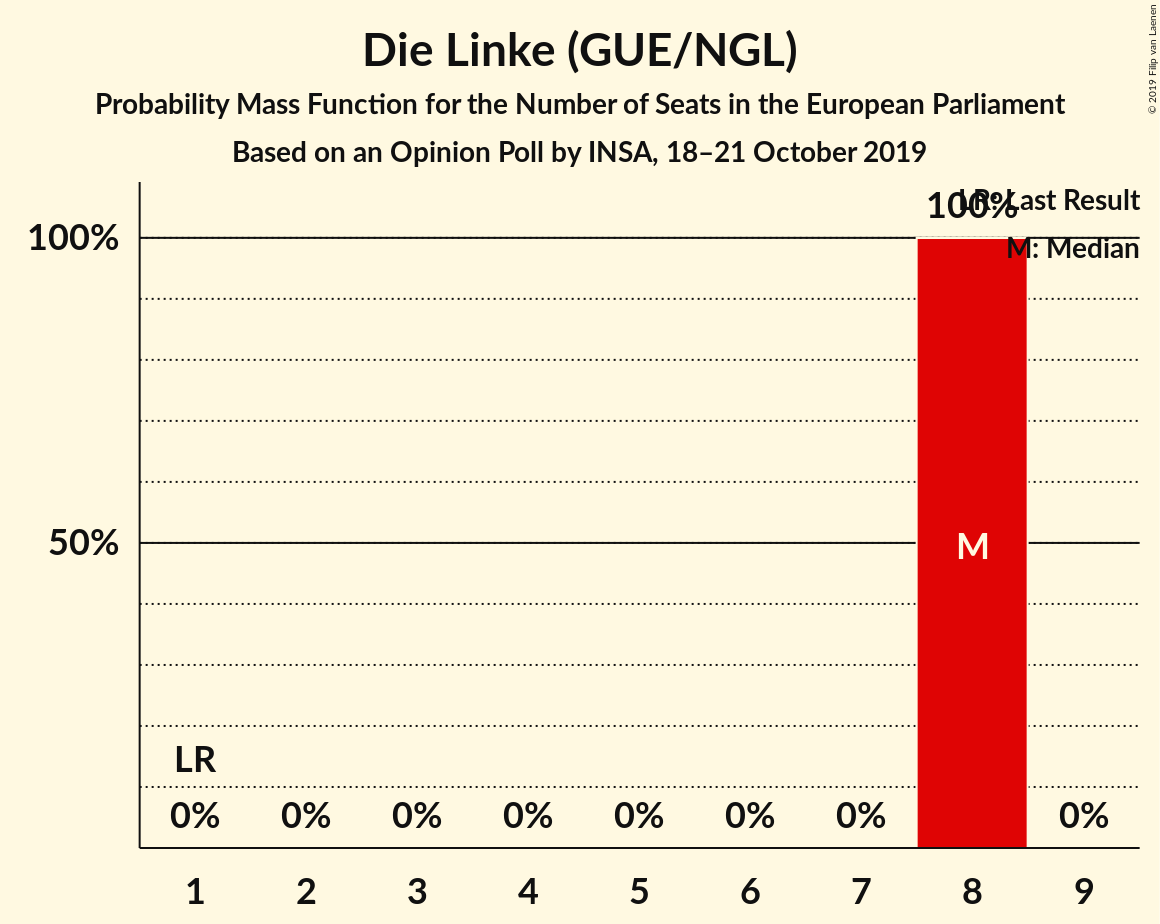 Die Linke (GUE/NGL)
Probability Mass Function for the Number of Seats in the European Parliament
Based on an Opinion Poll by INSA, 18–21 October 2019
© 2019 Filip van Laenen
LR: Last Result
M: Median
100%
100%
50%
M
LR
0% 0% 0% 0% 0% 0% 0% 0%
1 2 3 4 5 6 7 8 9